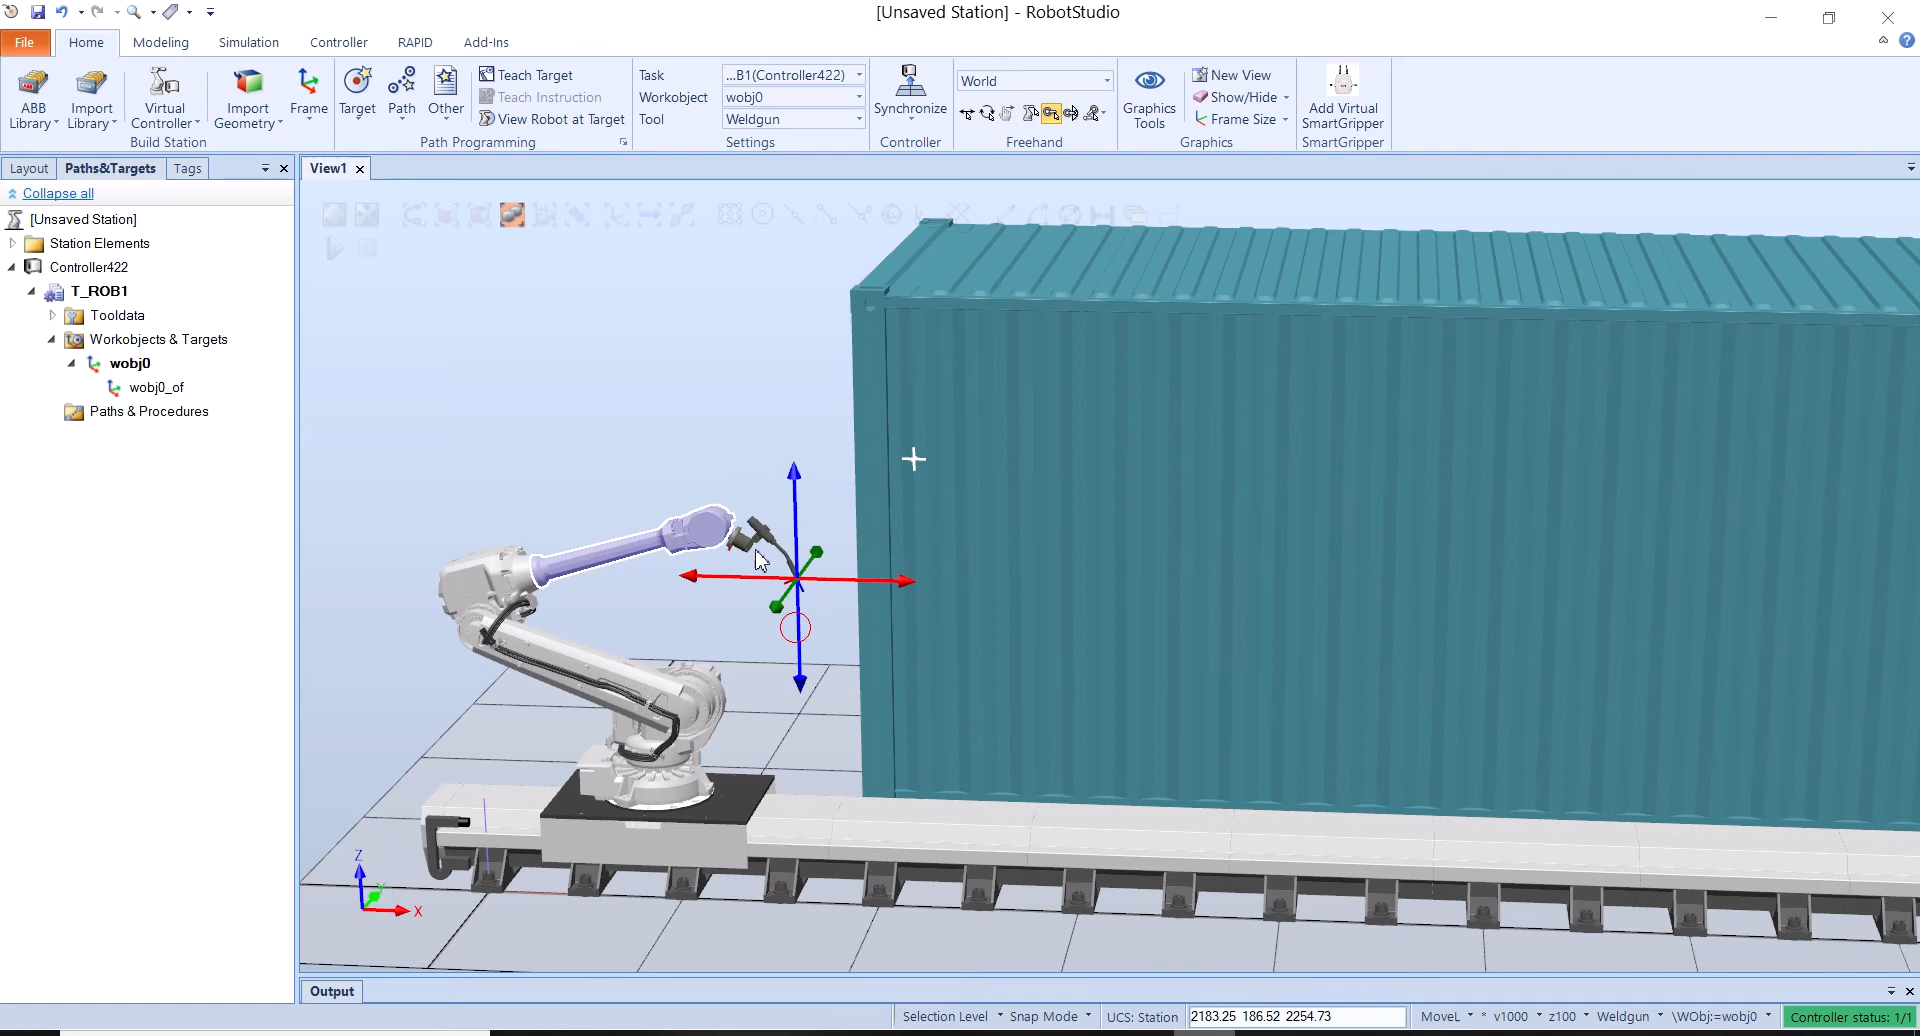 [Unsaved Station] - RobotStudio
File Home Modeling Simulation Controller RAPID Add-Ins
ABB Library
Import Library
Virtual Controller
Import Geometry
Frame
Build Station
Target
Path
Other
Teach Target
Teach Instruction
View Robot at Target
Path Programming
Task ...B1(Controller422)
Workobject wobj0
Tool Weldgun
Settings
Synchronize
Controller
World
Freehand
Graphics Tools
New View
Show/Hide
Frame Size
Graphics
Add Virtual SmartGripper
SmartGripper
Layout Paths&Targets Tags
View1
Collapse all
[Unsaved Station]
Station Elements
Controller422
T_ROB1
Tooldata
Workobjects & Targets
wobj0
wobj0_of
Paths & Procedures
Z
Y
X
Output
Selection Level Snap Mode UCS: Station 2183.25 186.52 2254.73 MoveL * v1000 z100 Weldgun \WObj:=wobj0 Controller status: 1/1